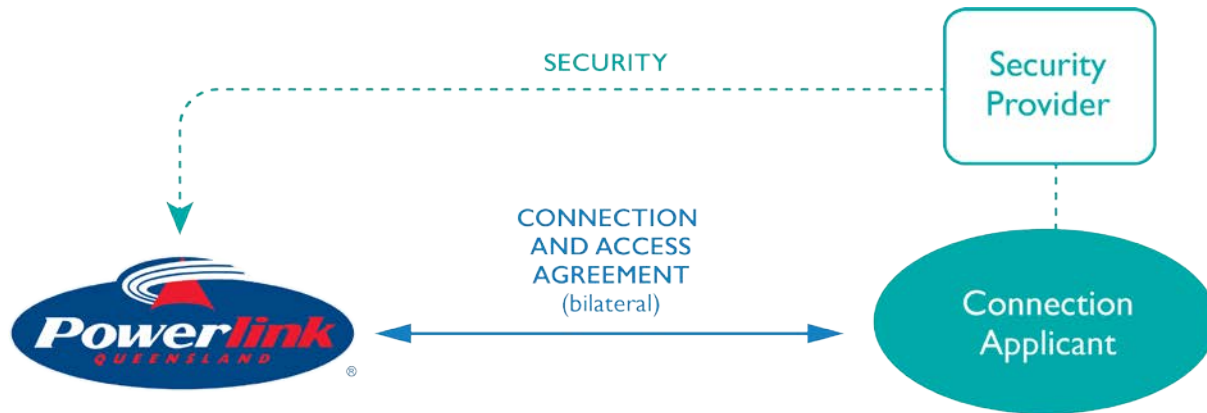 SECURITY
Security
Provider
CONNECTION
AND ACCESS
AGREEMENT
(bilateral)
Powerlink
QUEENSLAND
®
Connection
Applicant